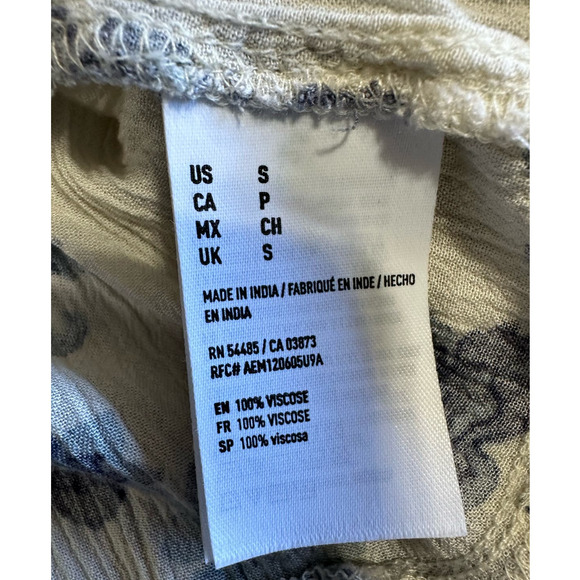 US S
CA P
MX CH
UK S
MADE IN INDIA / FABRIQUÉ EN INDE / HECHO
EN INDIA
RN 54485 / CA 03873
RFC# AEM120605U9A
EN 100% VISCOSE
FR 100% VISCOSE
SP 100% viscosa